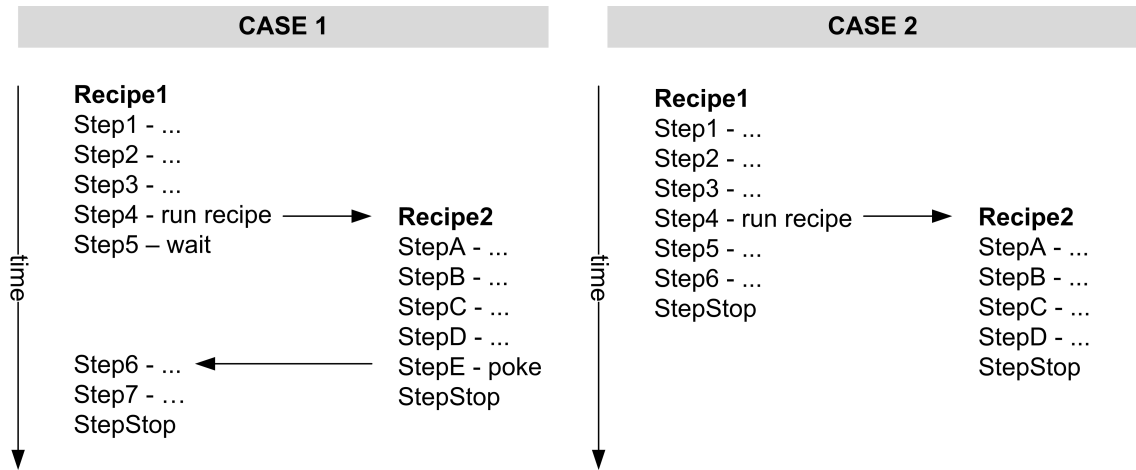 CASE 1
time
Recipe1
Step1 - ...
Step2 - ...
Step3 - ...
Step4 - run recipe
Step5 – wait
Step6 - ...
Step7 - ...
StepStop
Recipe2
StepA - ...
StepB - ...
StepC - ...
StepD - ...
StepE - poke
StepStop
CASE 2
time
Recipe1
Step1 - ...
Step2 - ...
Step3 - ...
Step4 - run recipe
Step5 - ...
Step6 - ...
StepStop
Recipe2
StepA - ...
StepB - ...
StepC - ...
StepD - ...
StepStop